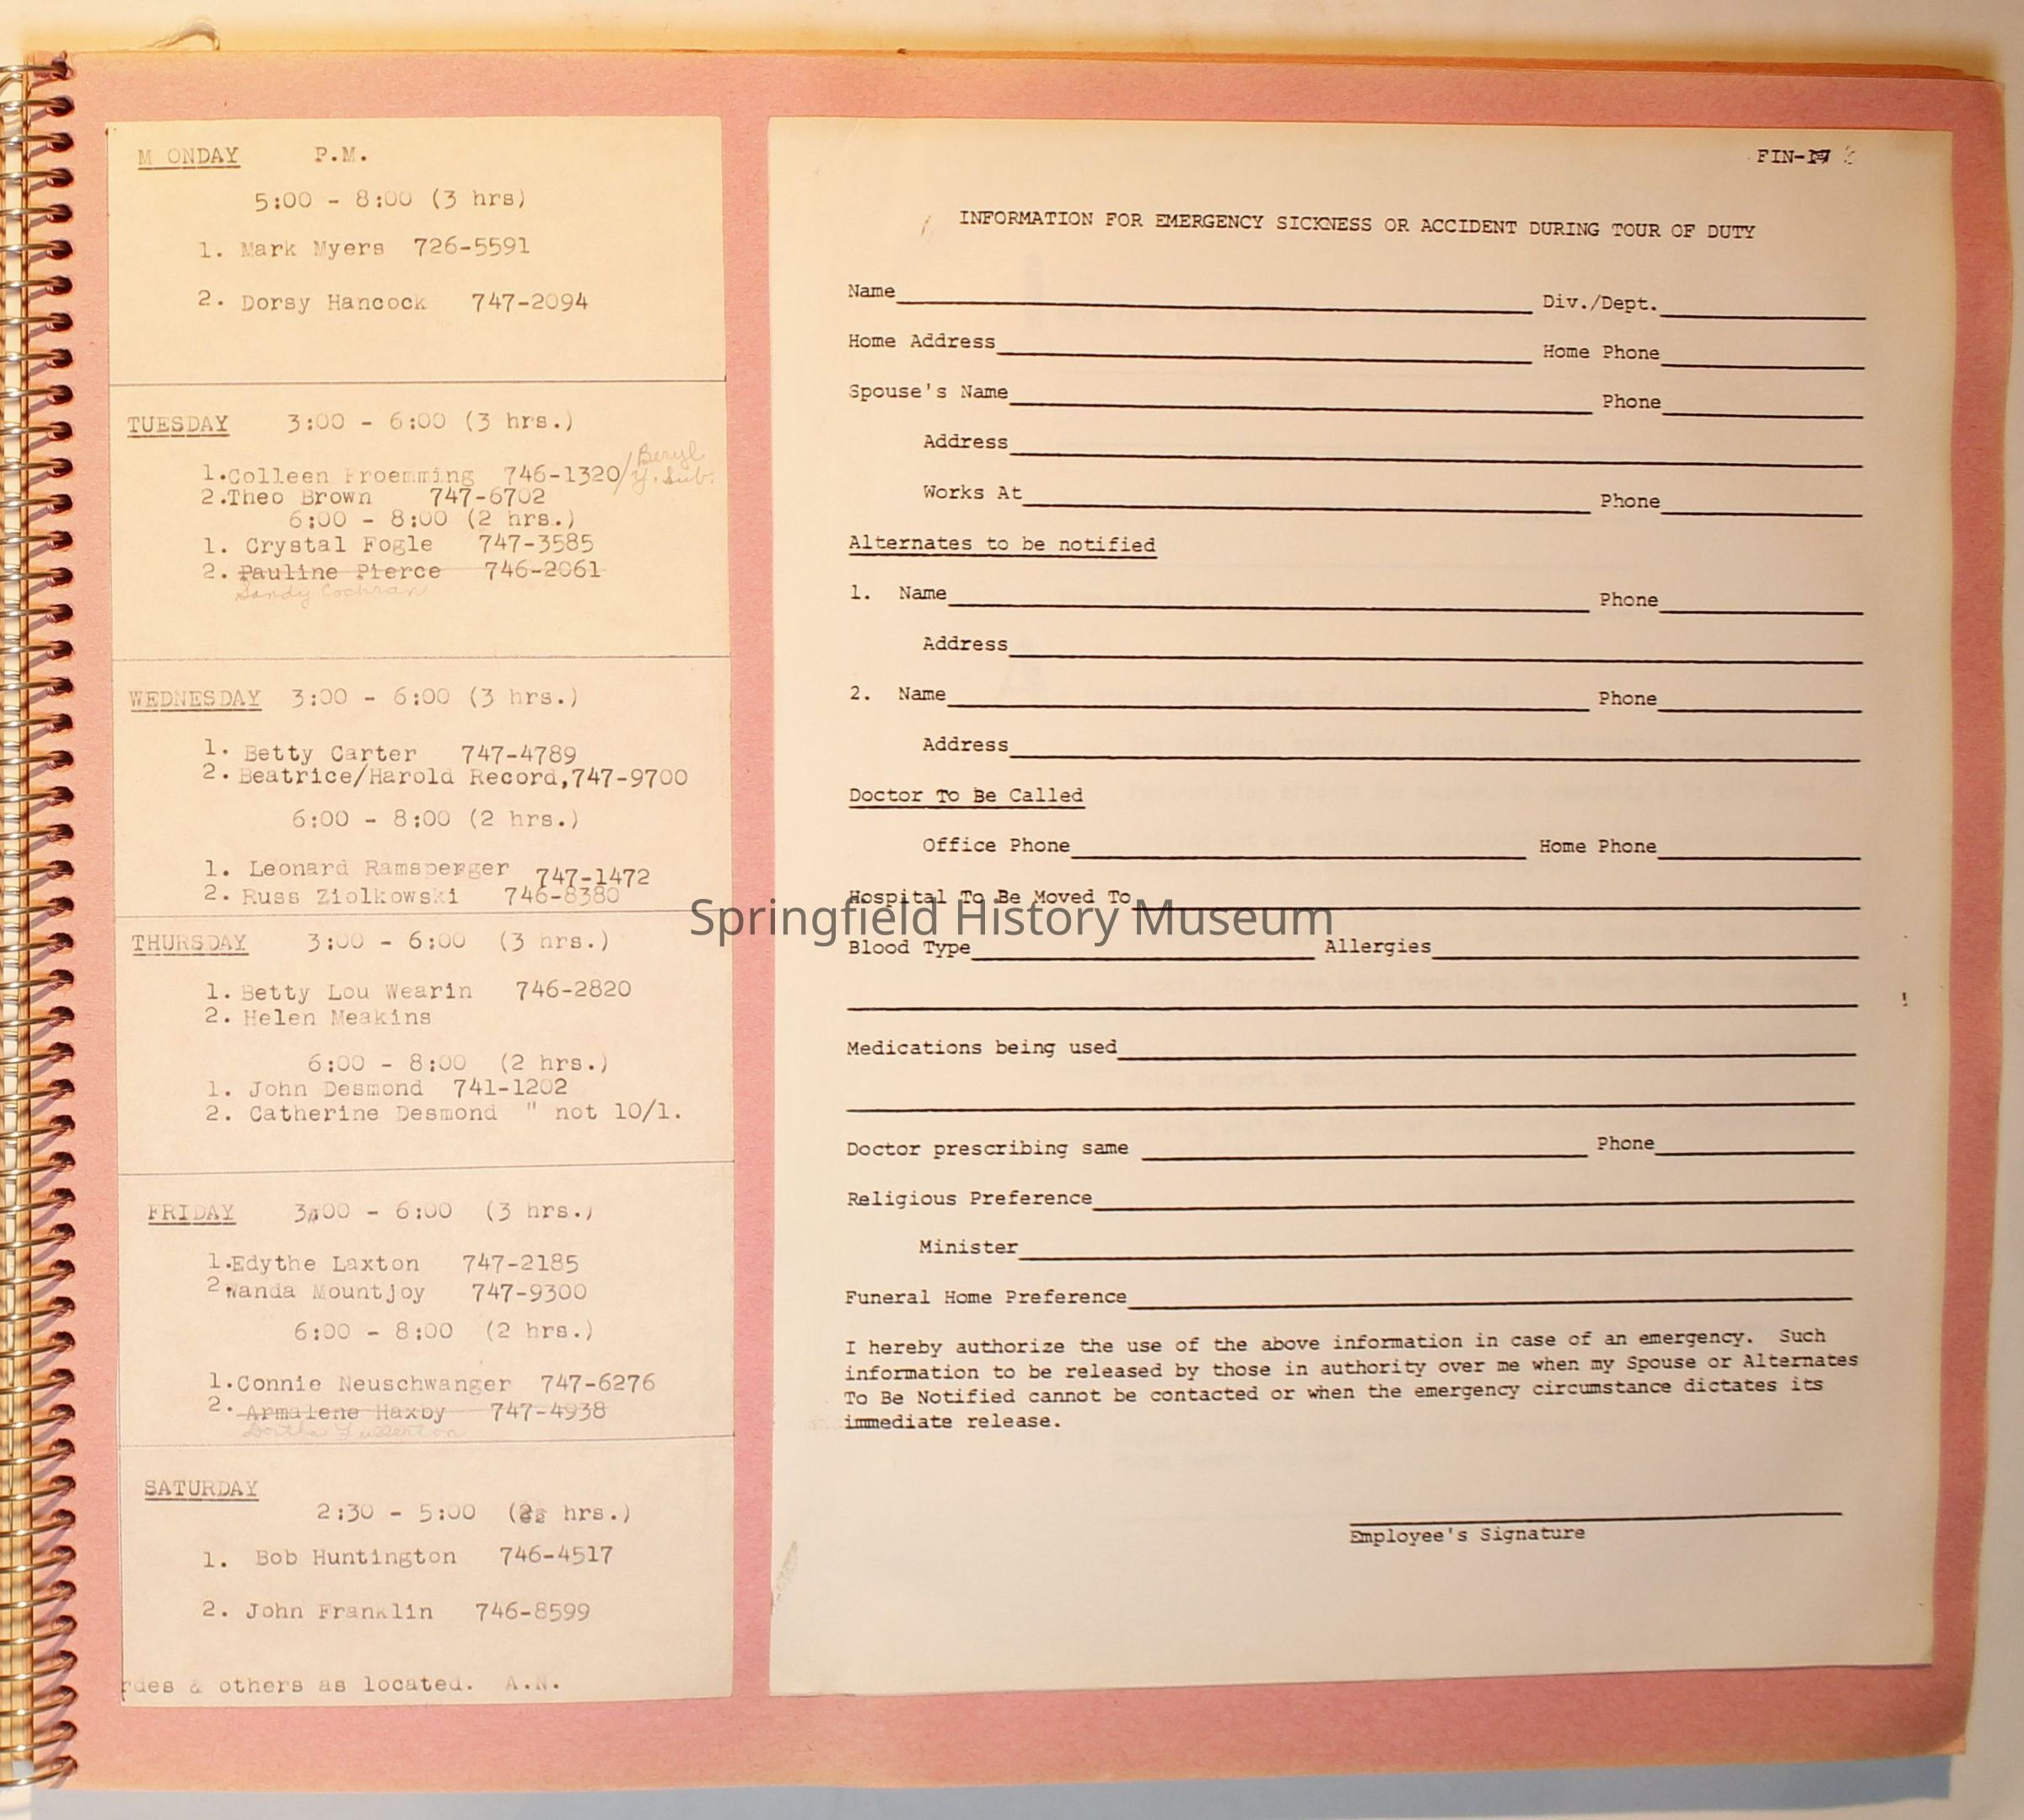 M ONDAY P.M.
5:00 - 8:00 (3 hrs)
1. Mark Myers 726-5591
2. Dorsy Hancock 747-2094
TUESDAY 3:00 - 6:00 (3 hrs.)
1.Colleen Froemming 746-1320/ Beryl
Y. Sub.
2.Theo Brown 747-6702
6:00 - 8:00 (2 hrs.)
1. Crystal Fogle 747-3585
2. Pauline Pierce 746-2061
Sandy Cochran
WEDNESDAY 3:00 - 6:00 (3 hrs.)
1. Betty Carter 747-4789
2. Beatrice/Harold Record,747-9700
6:00 - 8:00 (2 hrs.)
1. Leonard Ramsperger 747-1472
2. Russ Ziolkowski 746-8380
THURSDAY 3:00 - 6:00 (3 hrs.)
1. Betty Lou Wearin 746-2820
2. Helen Meakins
6:00 - 8:00 (2 hrs.)
1. John Desmond 741-1202
2. Catherine Desmond " not 10/1.
FRIDAY 3:00 - 6:00 (3 hrs.)
1.Edythe Laxton 747-2185
2.Wanda Mountjoy 747-9300
6:00 - 8:00 (2 hrs.)
1.Connie Neuschwanger 747-6276
2. Armalene Haxby 747-4938
SATURDAY
2:30 - 5:00 ( hrs.)
1. Bob Huntington 746-4517
2. John Franklin 746-8599
rdes & others as located. A.N.
FIN-
INFORMATION FOR EMERGENCY SICKNESS OR ACCIDENT DURING TOUR OF DUTY
Name Div./Dept.
Home Address Home Phone
Spouse's Name Phone
Address
Works At Phone
Alternates to be notified
1. Name Phone
Address
2. Name Phone
Address
Doctor To Be Called
Office Phone Home Phone
Hospital To Be Moved To
Springfield History Museum
Blood Type Allergies
Medications being used
Doctor prescribing same Phone
Religious Preference
Minister
Funeral Home Preference
I hereby authorize the use of the above information in case of an emergency. Such
information to be released by those in authority over me when my Spouse or Alternates
To Be Notified cannot be contacted or when the emergency circumstance dictates its
immediate release.
Employee's Signature